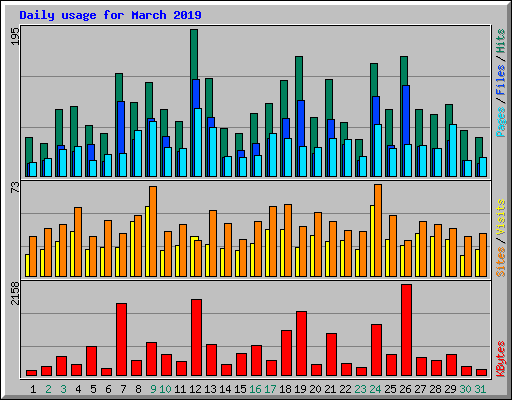 Daily usage for March 2019
195
Pages / Files / Hits
73
Sites / Visits
2158
KBytes
1 2 3 4 5 6 7 8 9 10 11 12 13 14 15 16 17 18 19 20 21 22 23 24 25 26 27 28 29 30 31